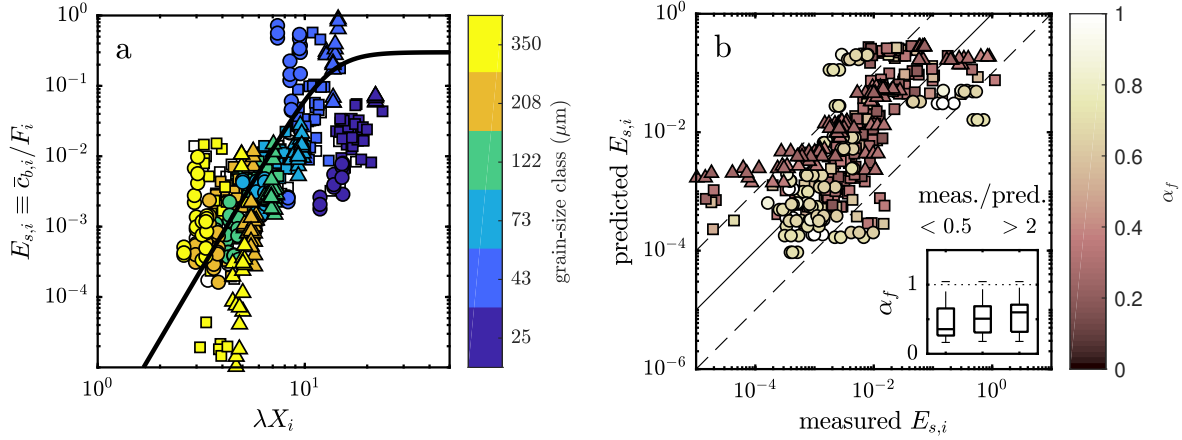 a
10^0
10^{-1}
10^{-2}
10^{-3}
10^{-4}
E_{s,i} ≡ c̄_{b,i}/F_i
10^0
10^1
λX_i
350
208
122
73
43
25
grain-size class (μm)
b
10^0
10^{-2}
10^{-4}
10^{-6}
predicted E_{s,i}
10^{-4}
10^{-2}
10^0
measured E_{s,i}
meas./pred.
< 0.5 > 2
1
0
α_f
1
0.8
0.6
0.4
0.2
0
α_f